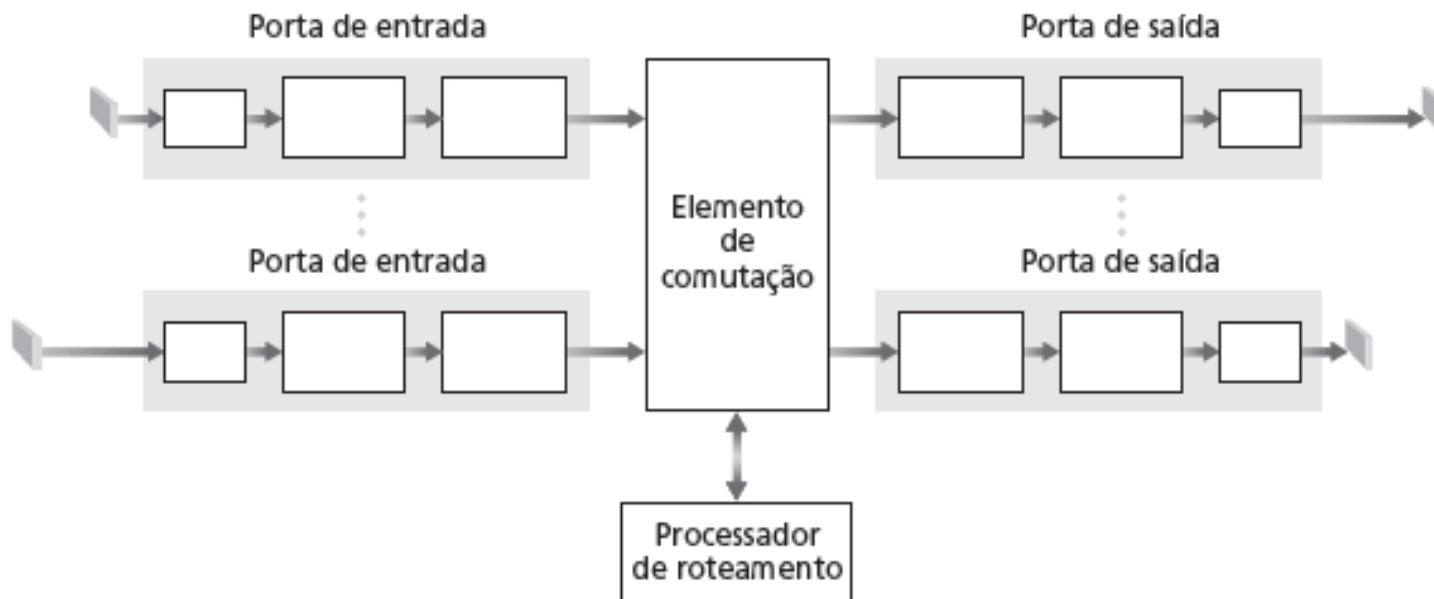 Porta de entrada
Porta de saída
Elemento
de
comutação
Porta de entrada
Porta de saída
Processador
de roteamento